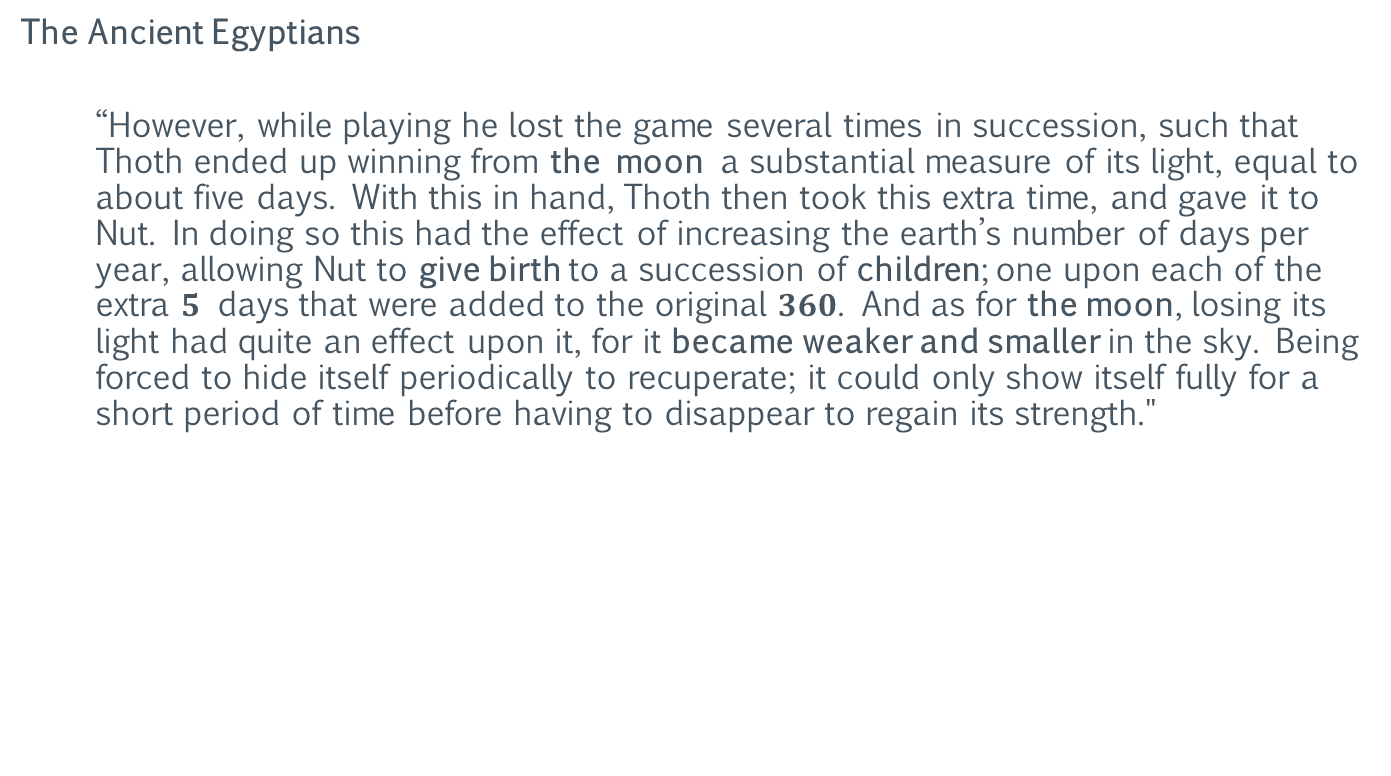 The Ancient Egyptians
“However, while playing he lost the game several times in succession, such that
Thoth ended up winning from the moon a substantial measure of its light, equal to
about five days. With this in hand, Thoth then took this extra time, and gave it to
Nut. In doing so this had the effect of increasing the earth’s number of days per
year, allowing Nut to give birth to a succession of children; one upon each of the
extra 5 days that were added to the original 360. And as for the moon, losing its
light had quite an effect upon it, for it became weaker and smaller in the sky. Being
forced to hide itself periodically to recuperate; it could only show itself fully for a
short period of time before having to disappear to regain its strength."